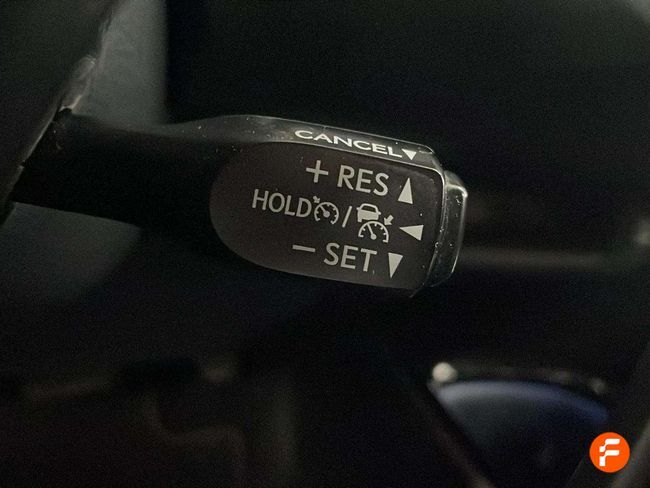 CANCEL▼
+ RES ▲
HOLD / ◀
− SET ▼